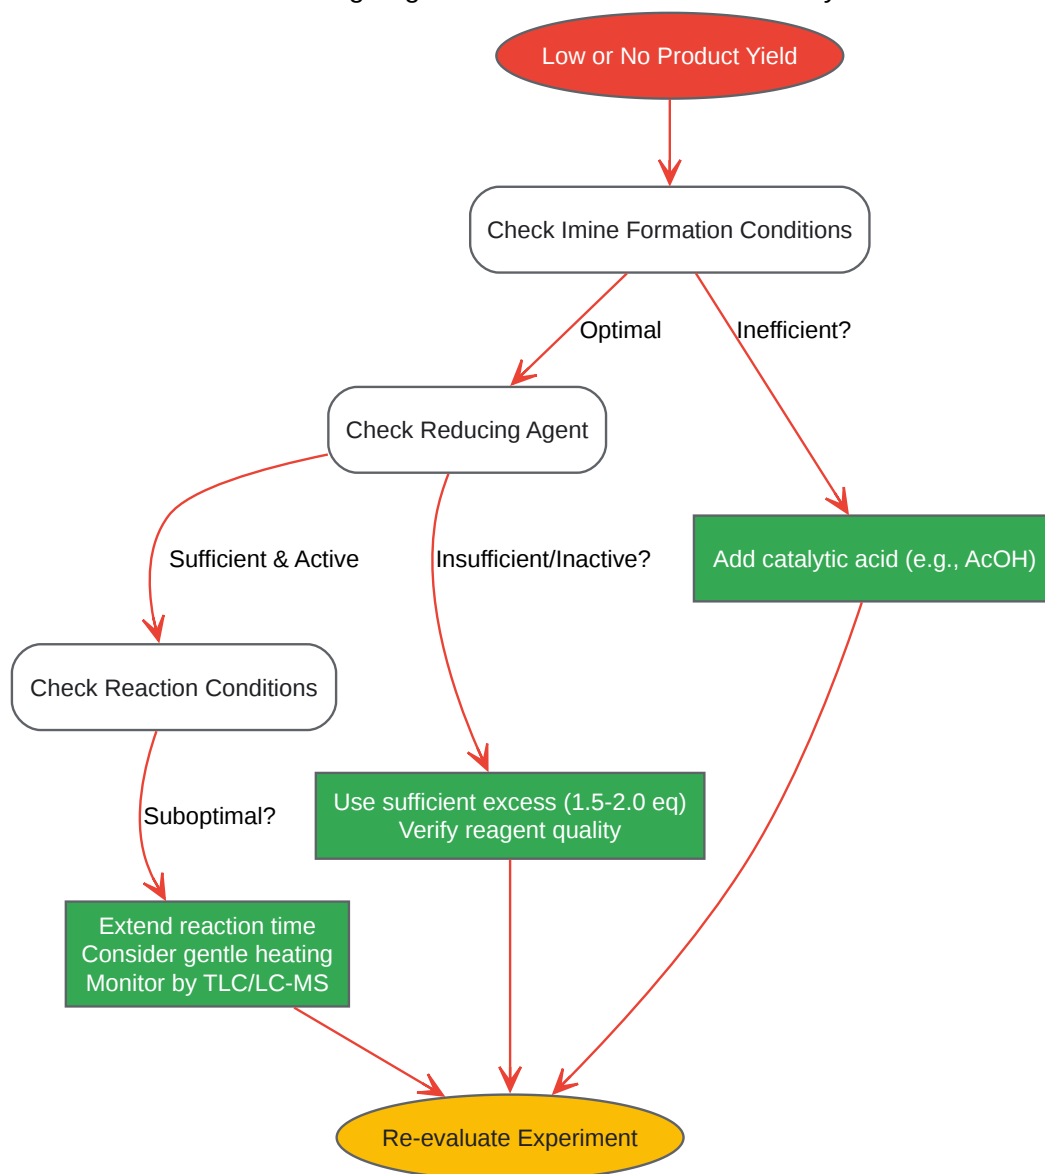 Low or No Product Yield
Check Imine Formation Conditions
Optimal
Inefficient?
Check Reducing Agent
Sufficient & Active
Insufficient/Inactive?
Add catalytic acid (e.g., AcOH)
Check Reaction Conditions
Suboptimal?
Use sufficient excess (1.5-2.0 eq)
Verify reagent quality
Extend reaction time
Consider gentle heating
Monitor by TLC/LC-MS
Re-evaluate Experiment